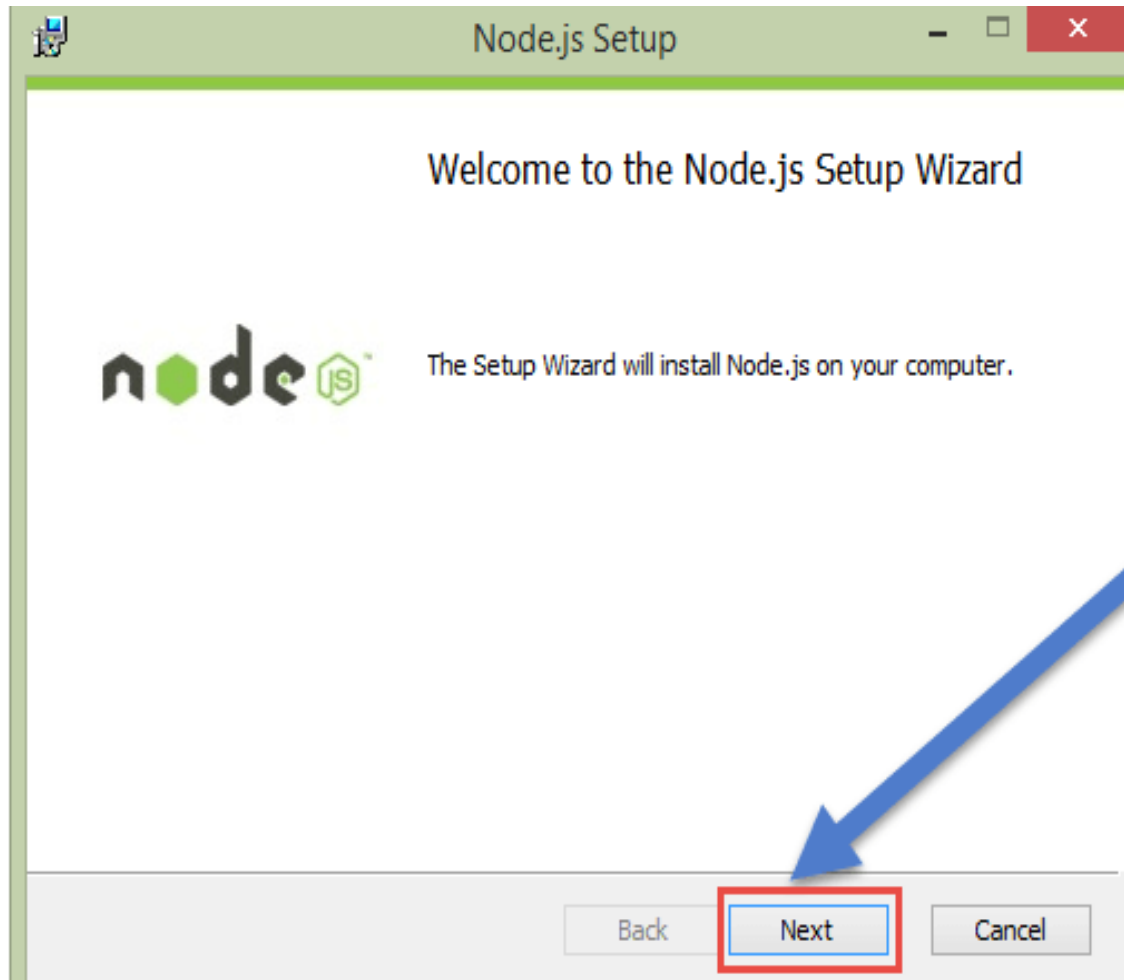 Node.js Setup
Welcome to the Node.js Setup Wizard
node JS™
The Setup Wizard will install Node.js on your computer.
Back
Next
Cancel